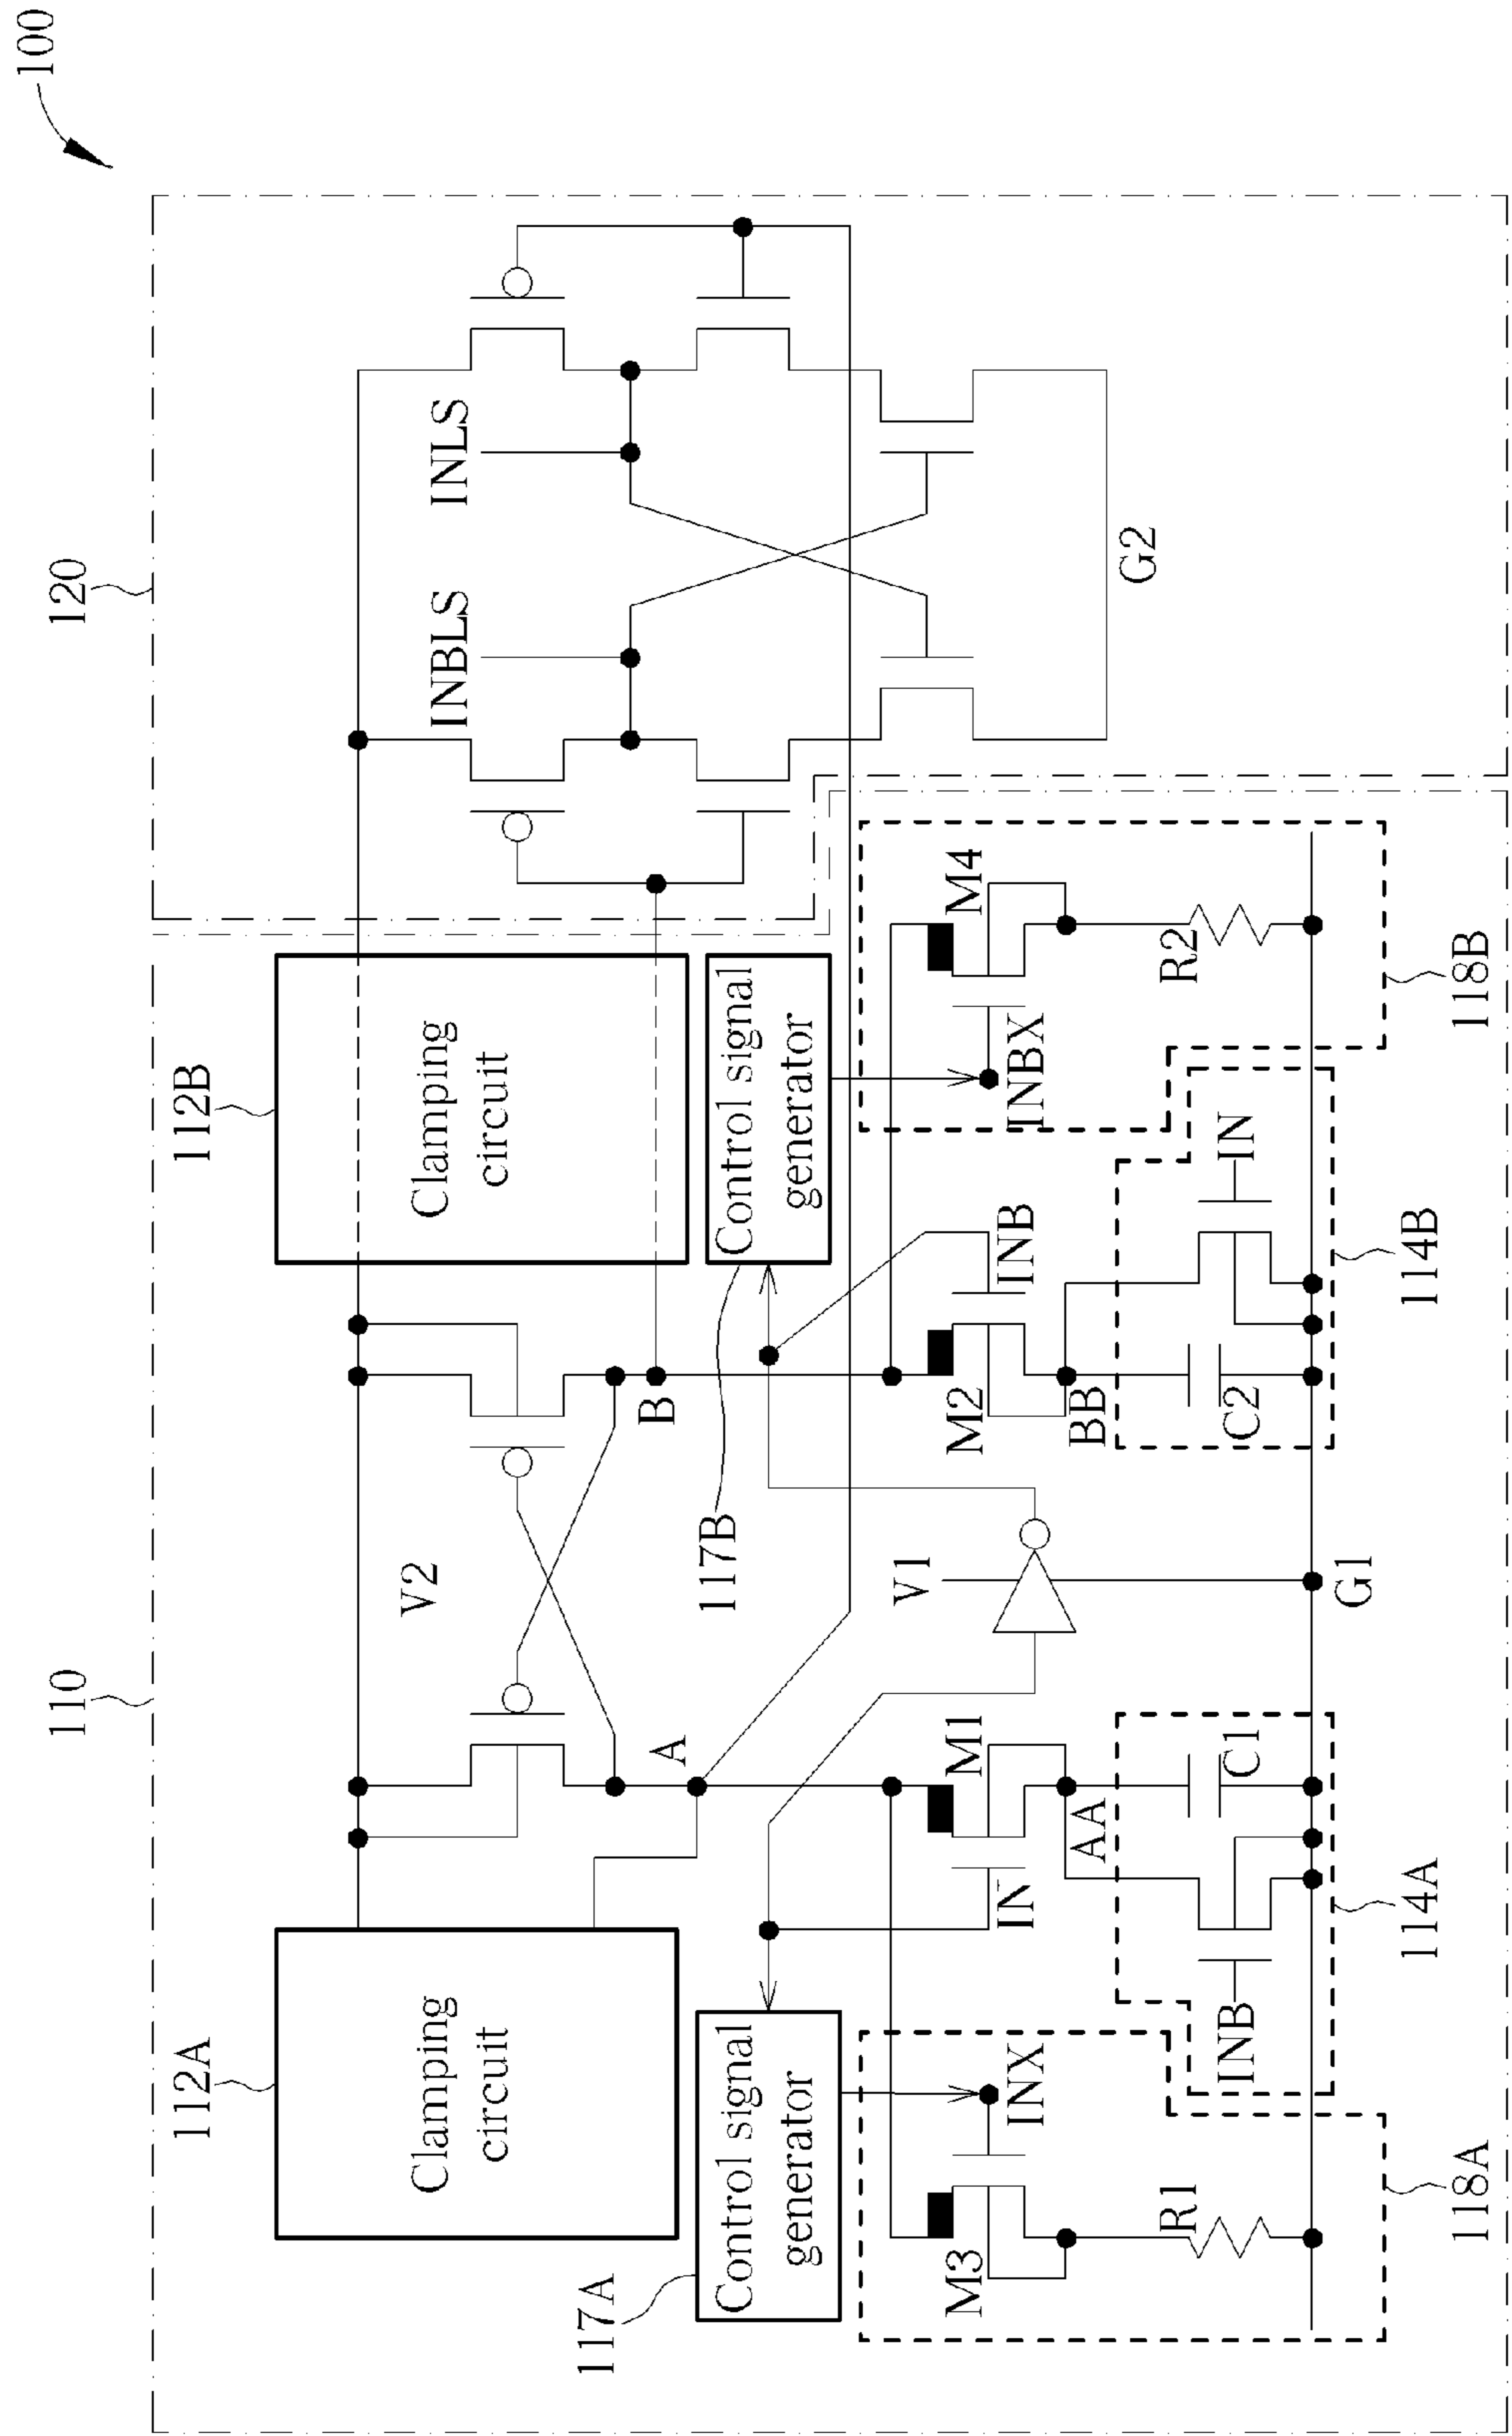 100
110
120
112A
112B
Clamping
circuit
Clamping
circuit
V2
INBLS
INLS
A
B
117A
117B
Control signal
generator
Control signal
generator
V1
G2
M3
INX
IN
M1
M2
INB
INBX
M4
AA
BB
R1
INB
C1
C2
IN
R2
G1
118A
114A
114B
118B